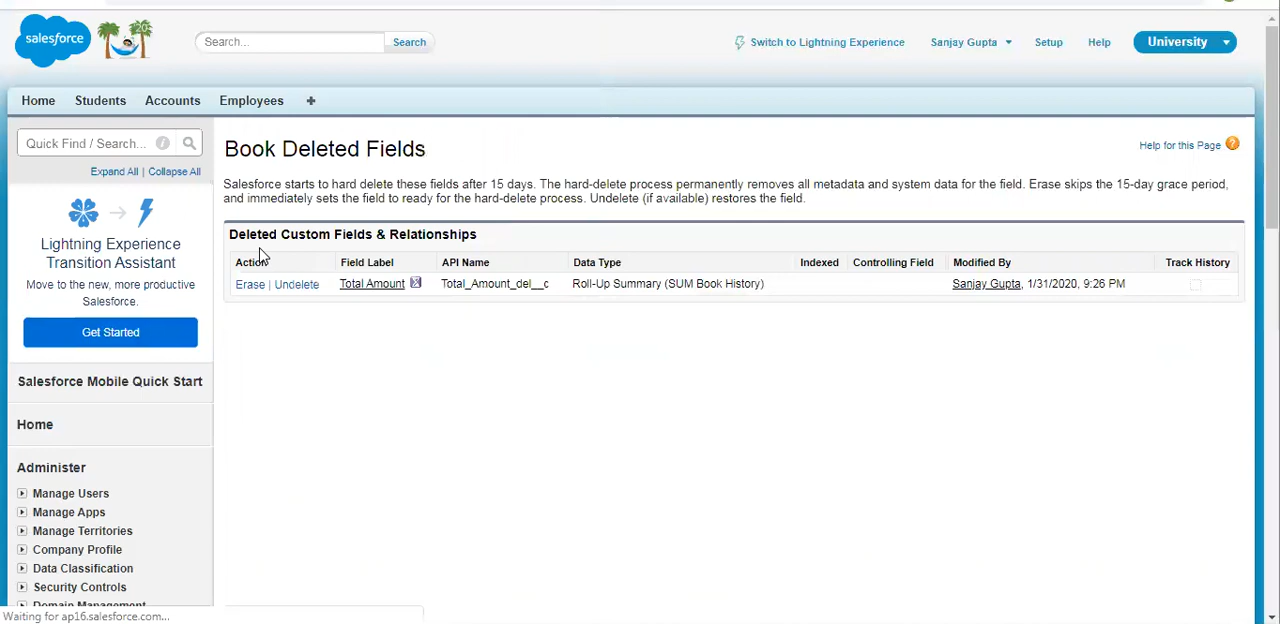 salesforce
Search...
Search
Switch to Lightning Experience
Sanjay Gupta
Setup
Help
University
Home
Students
Accounts
Employees
Quick Find / Search...
Expand All | Collapse All
Lightning Experience
Transition Assistant
Move to the new, more productive
Salesforce.
Get Started
Salesforce Mobile Quick Start
Home
Administer
Manage Users
Manage Apps
Manage Territories
Company Profile
Data Classification
Security Controls
Domain Management
Book Deleted Fields
Help for this Page
Salesforce starts to hard delete these fields after 15 days. The hard-delete process permanently removes all metadata and system data for the field. Erase skips the 15-day grace period,
and immediately sets the field to ready for the hard-delete process. Undelete (if available) restores the field.
Deleted Custom Fields & Relationships
Action Field Label API Name Data Type Indexed Controlling Field Modified By Track History
Erase | Undelete Total Amount Total_Amount_del__c Roll-Up Summary (SUM Book History) Sanjay Gupta, 1/31/2020, 9:26 PM
Waiting for ap16.salesforce.com...